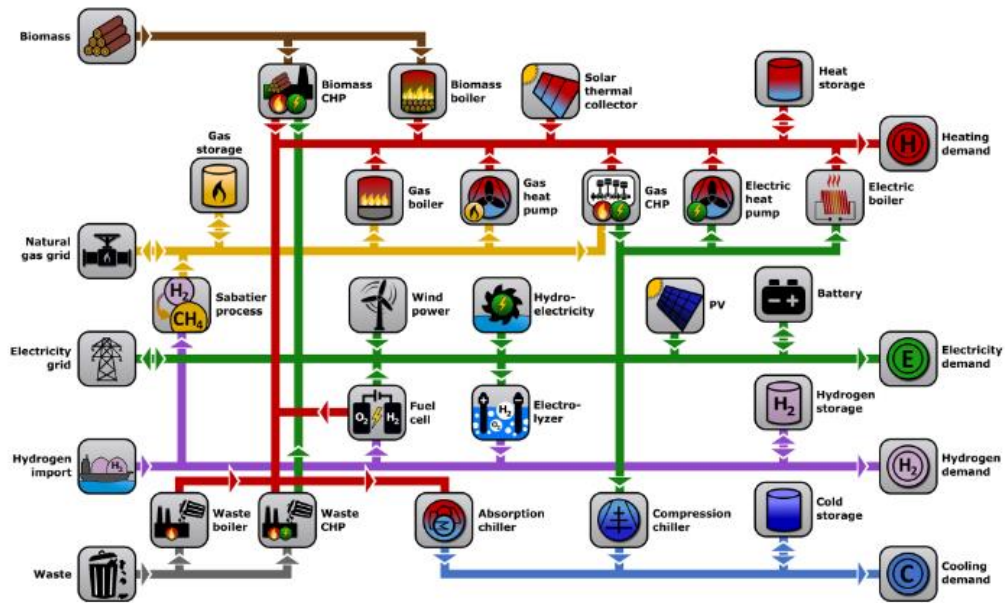 Biomass
Biomass
CHP
Biomass
boiler
Solar
thermal
collector
Heat
storage
Gas
storage
H
Heating
demand
Gas
boiler
Gas
heat
pump
Gas
CHP
Electric
heat
pump
Electric
boiler
Natural
gas grid
H2
CH4
Sabatier
process
Wind
power
Hydro-
electricity
PV
Battery
Electricity
grid
E
Electricity
demand
O2
H2
Fuel
cell
H2
O2
Electro-
lyzer
H2
Hydrogen
storage
Hydrogen
import
H2
H2
Hydrogen
demand
Waste
boiler
Waste
CHP
Absorption
chiller
Compression
chiller
Cold
storage
Waste
C
Cooling
demand